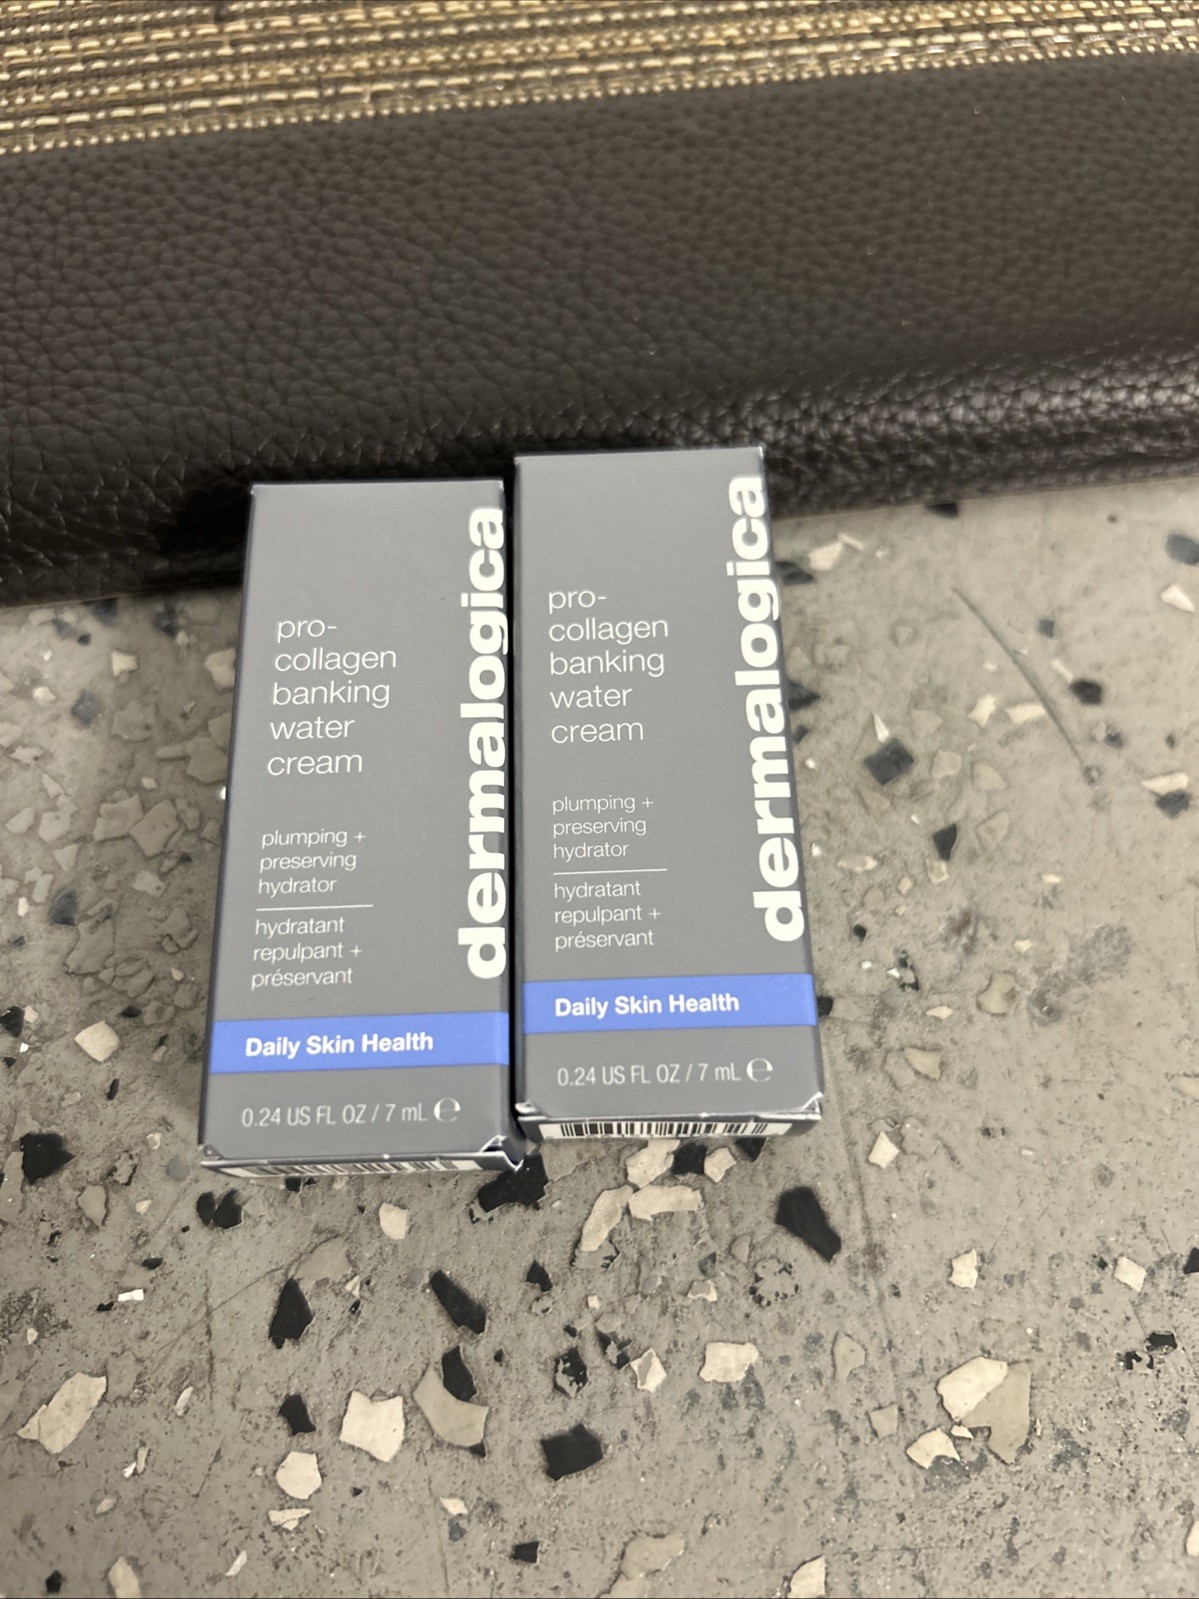 pro-
collagen
banking
water
cream
plumping +
preserving
hydrator
hydratant
repulpant +
préservant
dermalogica
Daily Skin Health
0.24 US FL OZ / 7 mL ℮
pro-
collagen
banking
water
cream
plumping +
preserving
hydrator
hydratant
repulpant +
préservant
dermalogica
Daily Skin Health
0.24 US FL OZ / 7 mL ℮